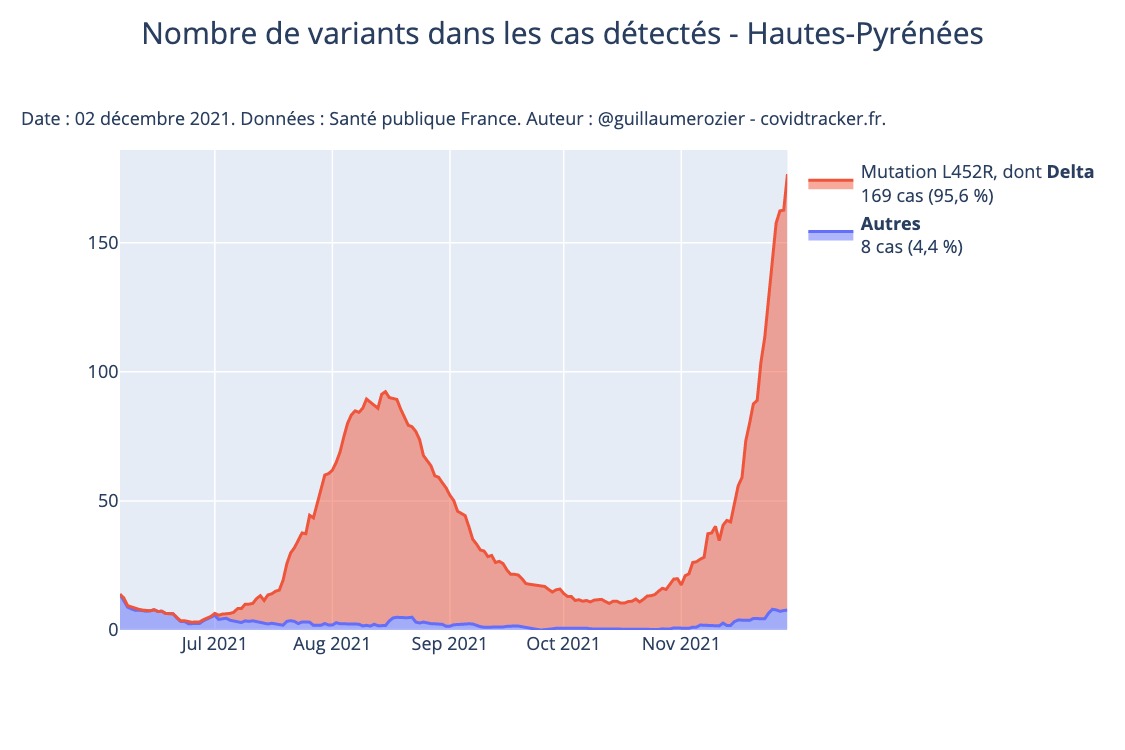 Nombre de variants dans les cas détectés - Hautes-Pyrénées
Date : 02 décembre 2021. Données : Santé publique France. Auteur : @guillaumerozier - covidtracker.fr.
Mutation L452R, dont Delta
169 cas (95,6 %)
Autres
8 cas (4,4 %)
150
100
50
0
Jul 2021 Aug 2021 Sep 2021 Oct 2021 Nov 2021